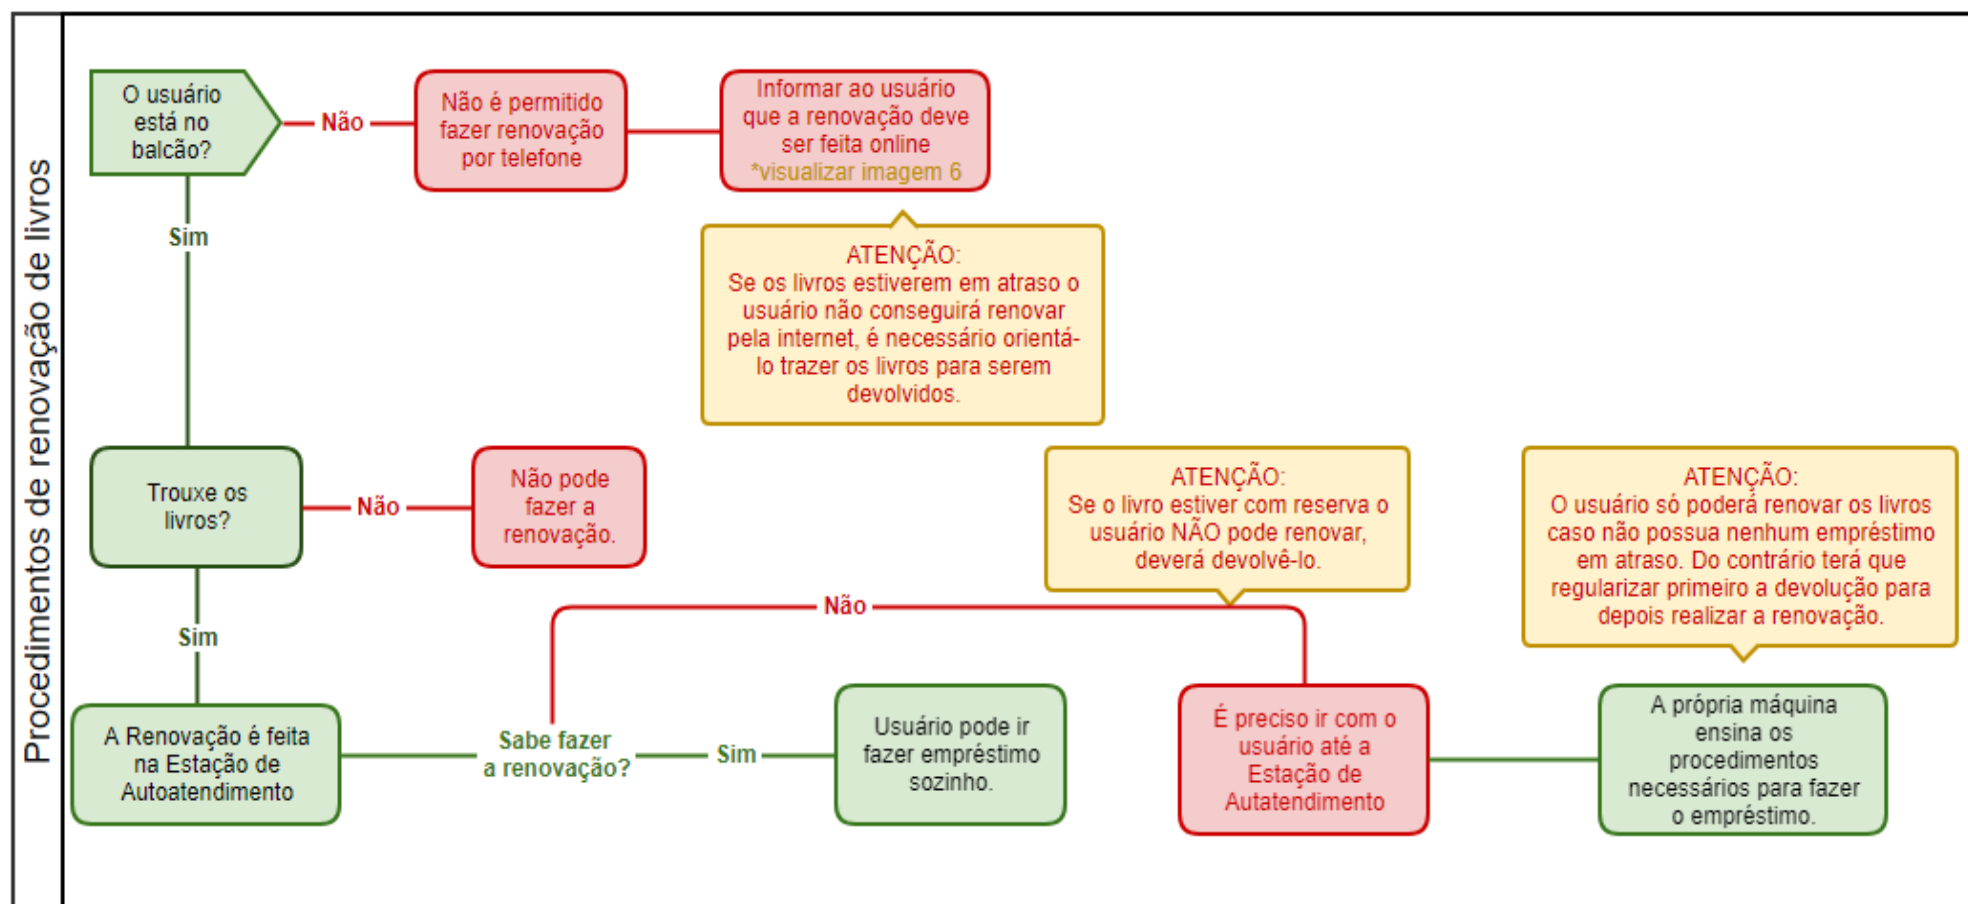 Procedimentos de renovação de livros
O usuário
está no
balcão?
Não
Não é permitido
fazer renovação
por telefone
Informar ao usuário
que a renovação deve
ser feita online
*visualizar imagem 6
Sim
ATENÇÃO:
Se os livros estiverem em atraso o
usuário não conseguirá renovar
pela internet, é necessário orientá-
lo trazer os livros para serem
devolvidos.
Trouxe os
livros?
Não
Não pode
fazer a
renovação.
ATENÇÃO:
Se o livro estiver com reserva o
usuário NÃO pode renovar,
deverá devolvê-lo.
ATENÇÃO:
O usuário só poderá renovar os livros
caso não possua nenhum empréstimo
em atraso. Do contrário terá que
regularizar primeiro a devolução para
depois realizar a renovação.
Sim
Não
A Renovação é feita
na Estação de
Autoatendimento
Sabe fazer
a renovação?
Sim
Usuário pode ir
fazer empréstimo
sozinho.
É preciso ir com o
usuário até a
Estação de
Autatendimento
A própria máquina
ensina os
procedimentos
necessários para fazer
o empréstimo.